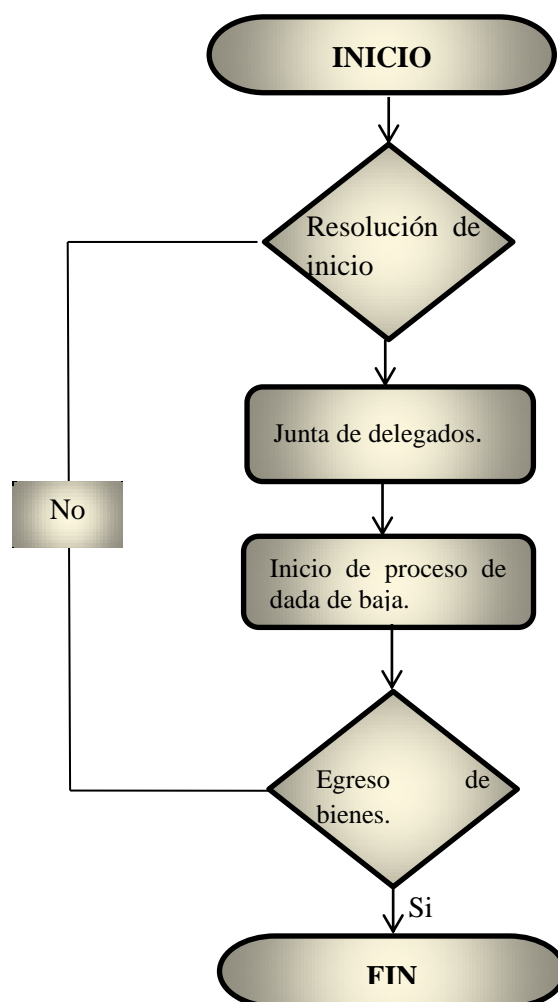 INICIO
Resolución de
inicio
Junta de delegados.
No
Inicio de proceso de
dada de baja.
Egreso de
bienes.
Si
FIN